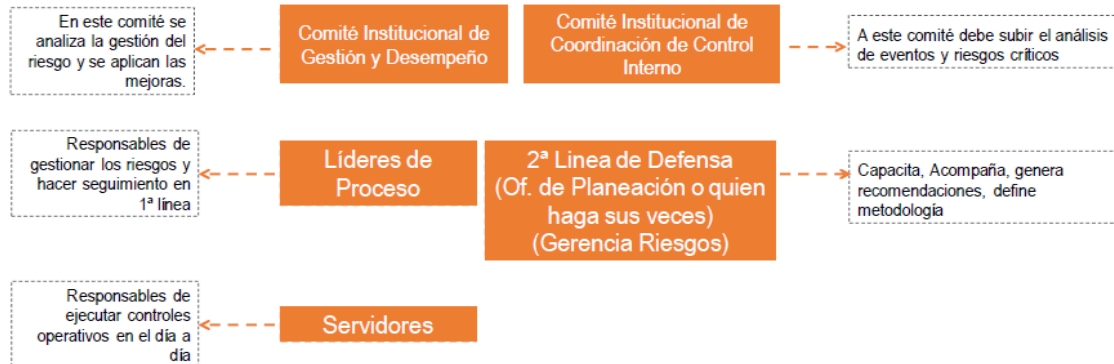 En este comité se
analiza la gestión del
riesgo y se aplican las
mejoras.
Comité Institucional de
Gestión y Desempeño
Comité Institucional de
Coordinación de Control
Interno
A este comité debe subir el análisis
de eventos y riesgos críticos
Responsables de
gestionar los riesgos y
hacer seguimiento en
1ª línea
Líderes de
Proceso
2ª Linea de Defensa
(Of. de Planeación o quien
haga sus veces)
(Gerencia Riesgos)
Capacita, Acompaña, genera
recomendaciones, define
metodología
Responsables de
ejecutar controles
operativos en el día a
día
Servidores